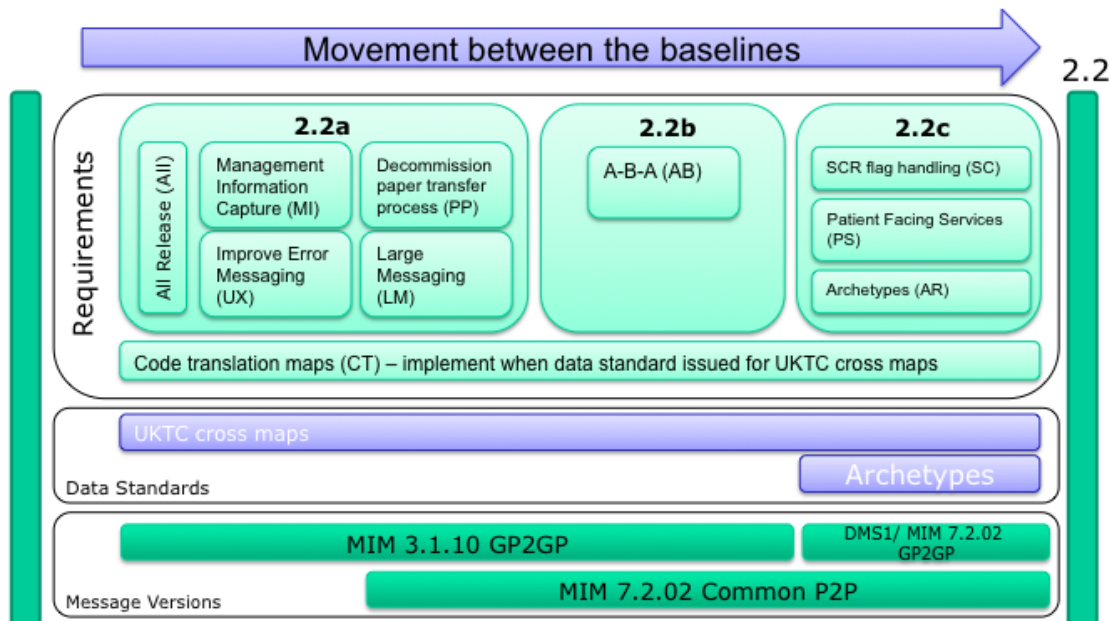 Movement between the baselines
2.2
Requirements
2.2a
All Release (All)
Management
Information
Capture (MI)
Decommission
paper transfer
process (PP)
Improve Error
Messaging
(UX)
Large
Messaging
(LM)
2.2b
A-B-A (AB)
2.2c
SCR flag handling (SC)
Patient Facing Services
(PS)
Archetypes (AR)
Code translation maps (CT) – implement when data standard issued for UKTC cross maps
UKTC cross maps
Archetypes
Data Standards
MIM 3.1.10 GP2GP
DMS1/ MIM 7.2.02
GP2GP
MIM 7.2.02 Common P2P
Message Versions